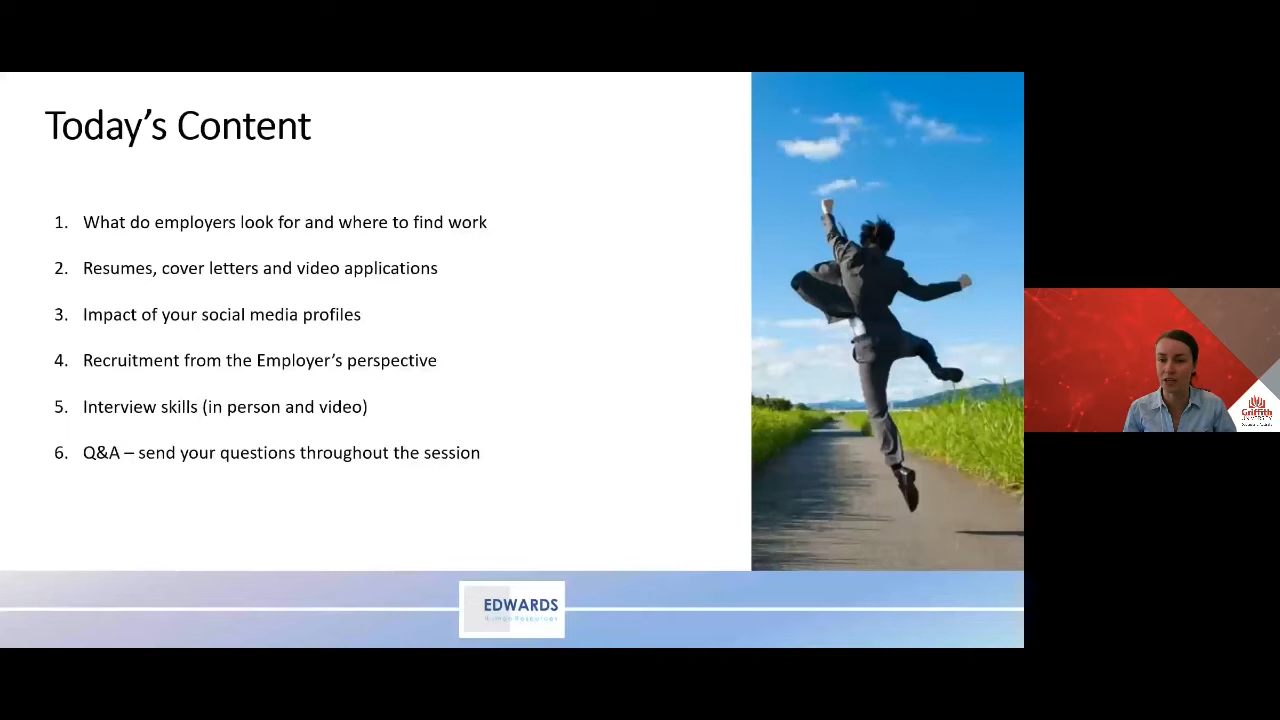 Today’s Content
1. What do employers look for and where to find work
2. Resumes, cover letters and video applications
3. Impact of your social media profiles
4. Recruitment from the Employer’s perspective
5. Interview skills (in person and video)
6. Q&A – send your questions throughout the session
EDWARDS
Human Resources
Griffith
UNIVERSITY